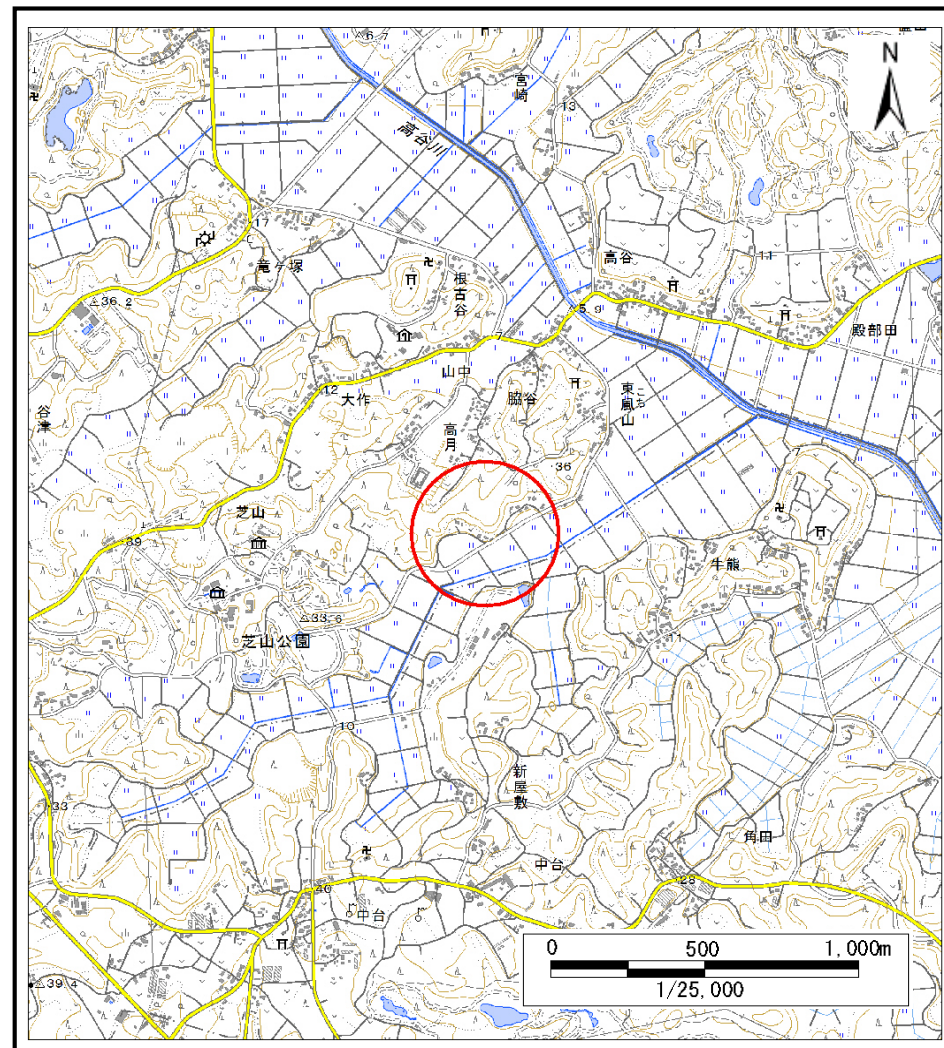 6.7
N
宮崎
13
高谷川
17
竜ヶ塚
高谷
11
根古谷
36.2
5.9
7
殿部田
山中
12
大作
脇谷
東風山
こち
谷津
高月
36
7
芝山
39
牛熊
33.6
芝山公園
11
10
新屋敷
33
角田
中台
28
40
中台
39.4
0 500 1,000m
1/25,000